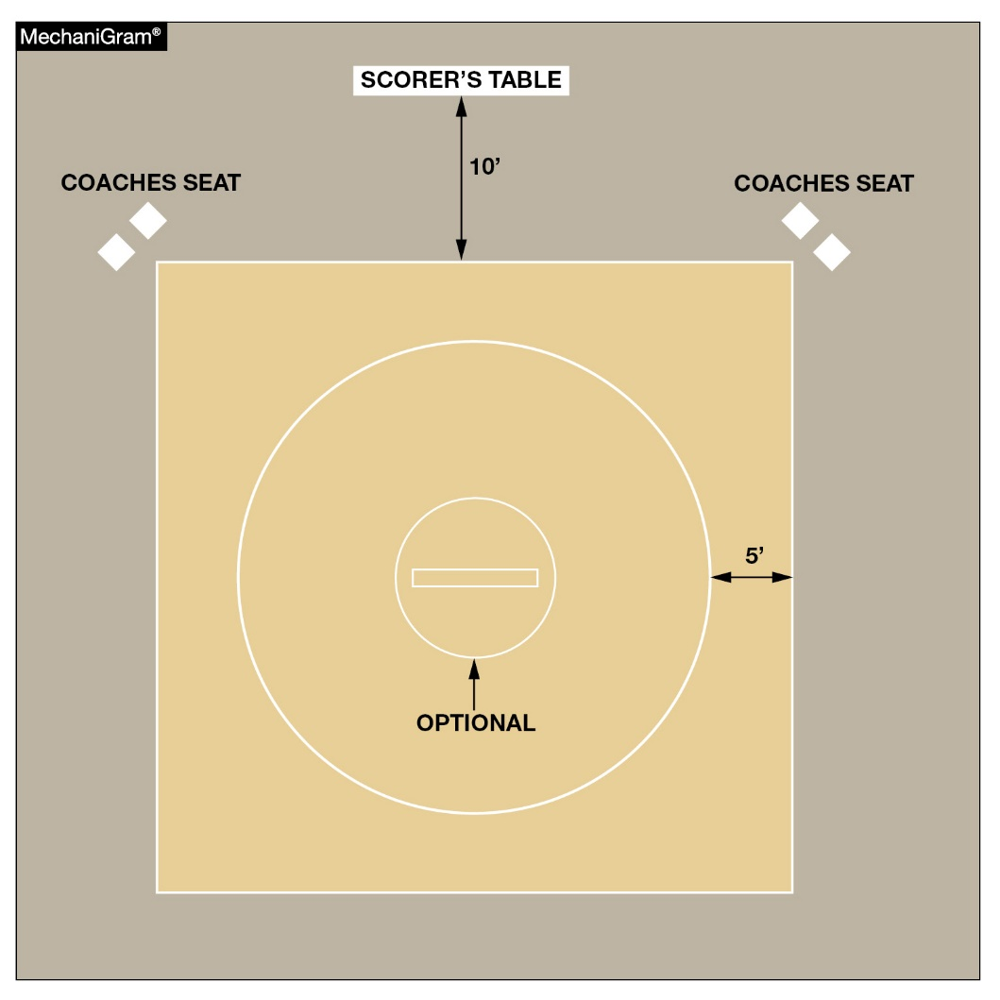 MechaniGram®
SCORER’S TABLE
10’
COACHES SEAT
COACHES SEAT
5’
OPTIONAL